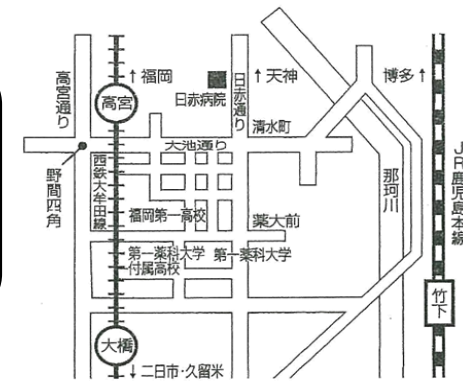 ↑福岡
↑天神
博多↑
高宮通り
高宮
日赤病院
日赤通り
清水町
大池通り
西鉄大牟田線
野間四角
那珂川
JR鹿児島本線
福岡第一高校
薬大前
第一薬科大学
付属高校
第一薬科大学
竹下
大橋
↓二日市・久留米